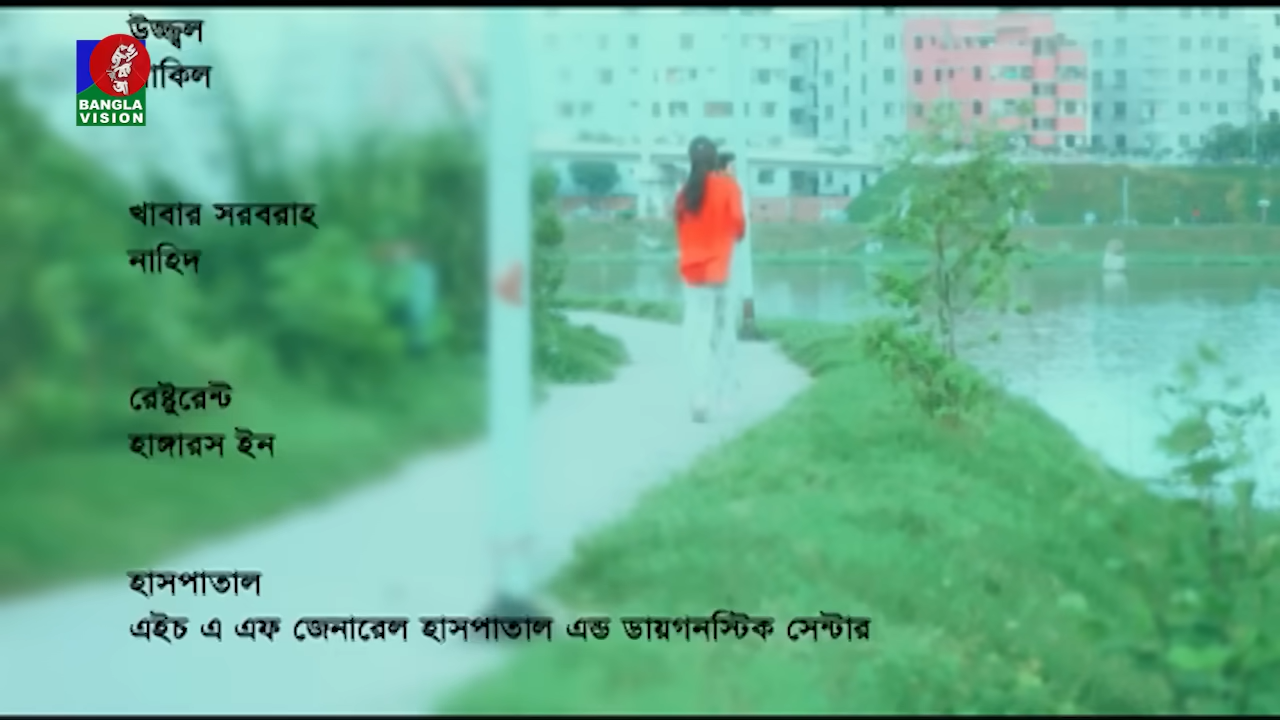 উজ্জ্বল
BANGLA
VISION
খাবার সরবরাহ
নাহিদ
রেষ্টুরেন্ট
হাঙ্গারস ইন
হাসপাতাল
এইচ এ এফ জেনারেল হাসপাতাল এন্ড ডায়গনস্টিক সেন্টার